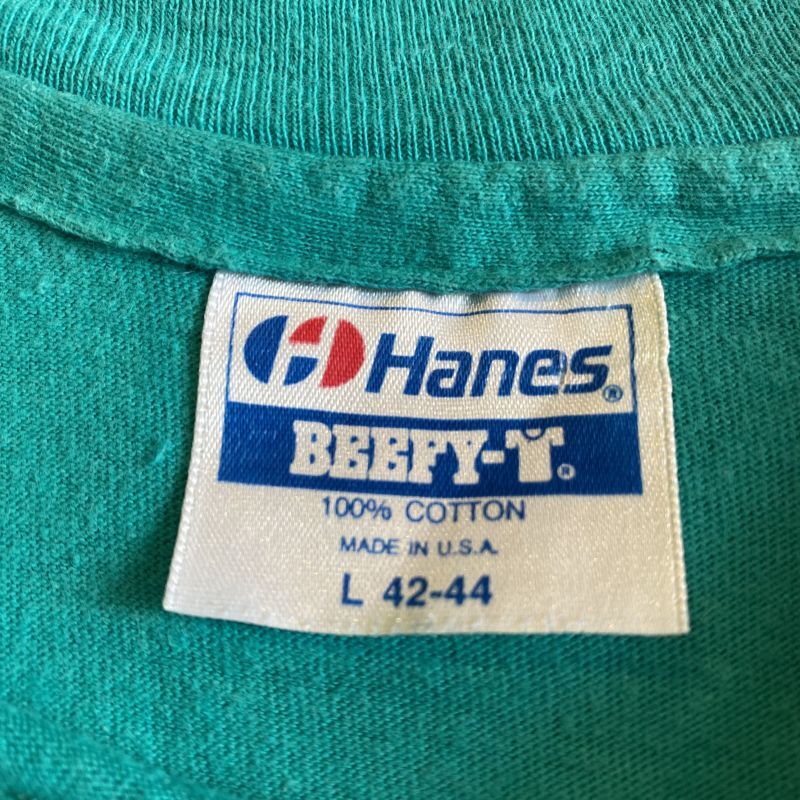 Hanes®
BEEFY-T®
100% COTTON
MADE IN U.S.A.
L 42-44